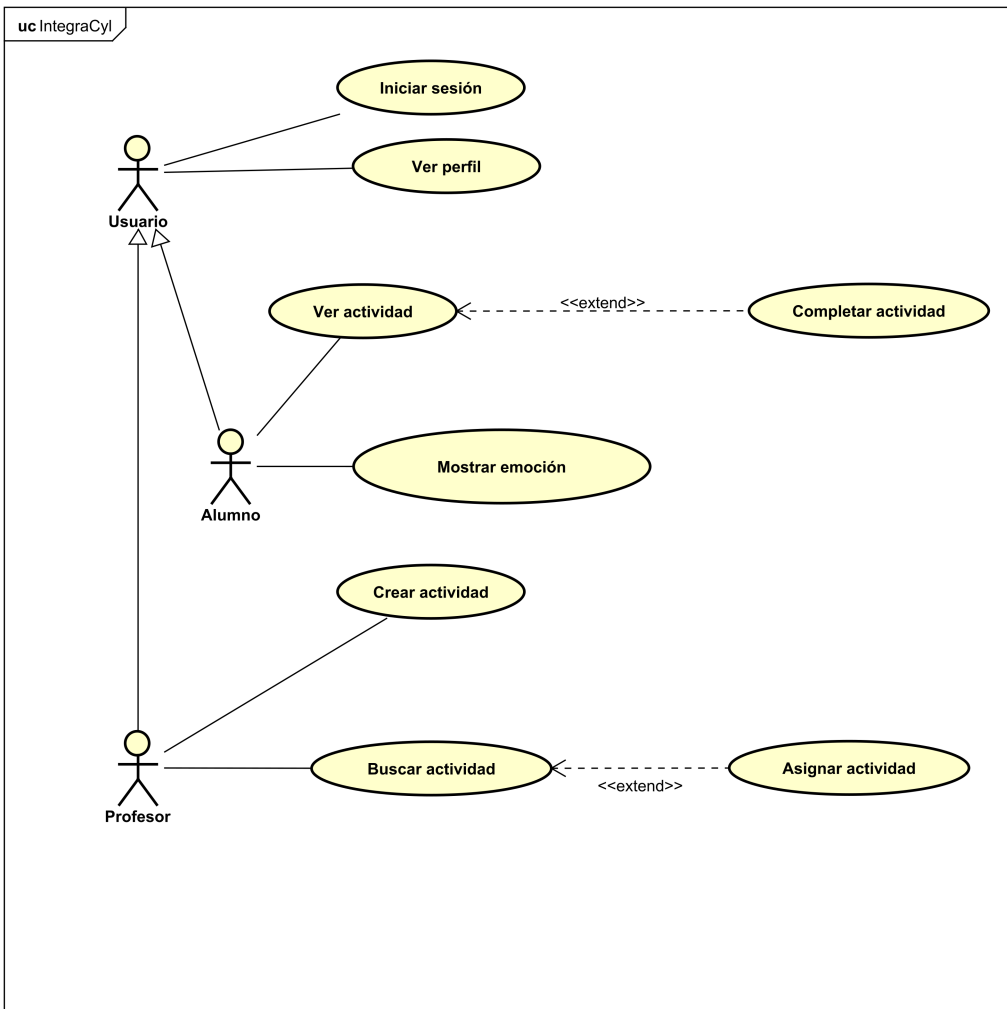 uc IntegraCyl
Iniciar sesión
Ver perfil
Usuario
Ver actividad
<<extend>>
Completar actividad
Mostrar emoción
Alumno
Crear actividad
Buscar actividad
<<extend>>
Asignar actividad
Profesor